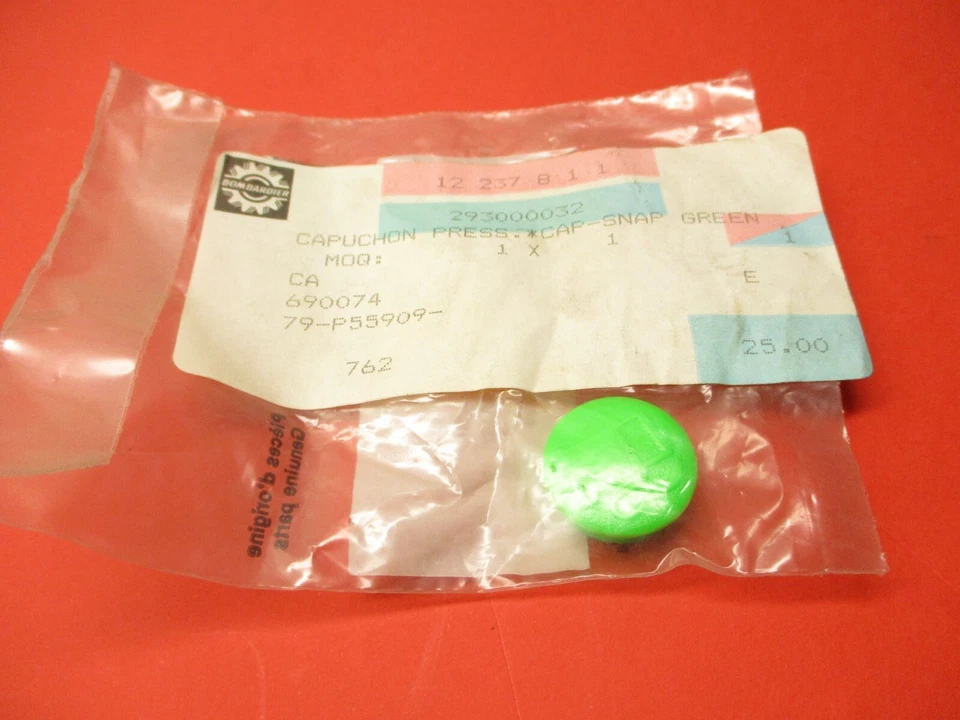 BOMBARDIER
12 237 8 1 1
293000032
CAPUCHON PRESS.*CAP-SNAP GREEN
MOQ: 1 X 1 1
CA E
690074
79-P55909-
25.00
762
Pièces d'origine
Genuine parts